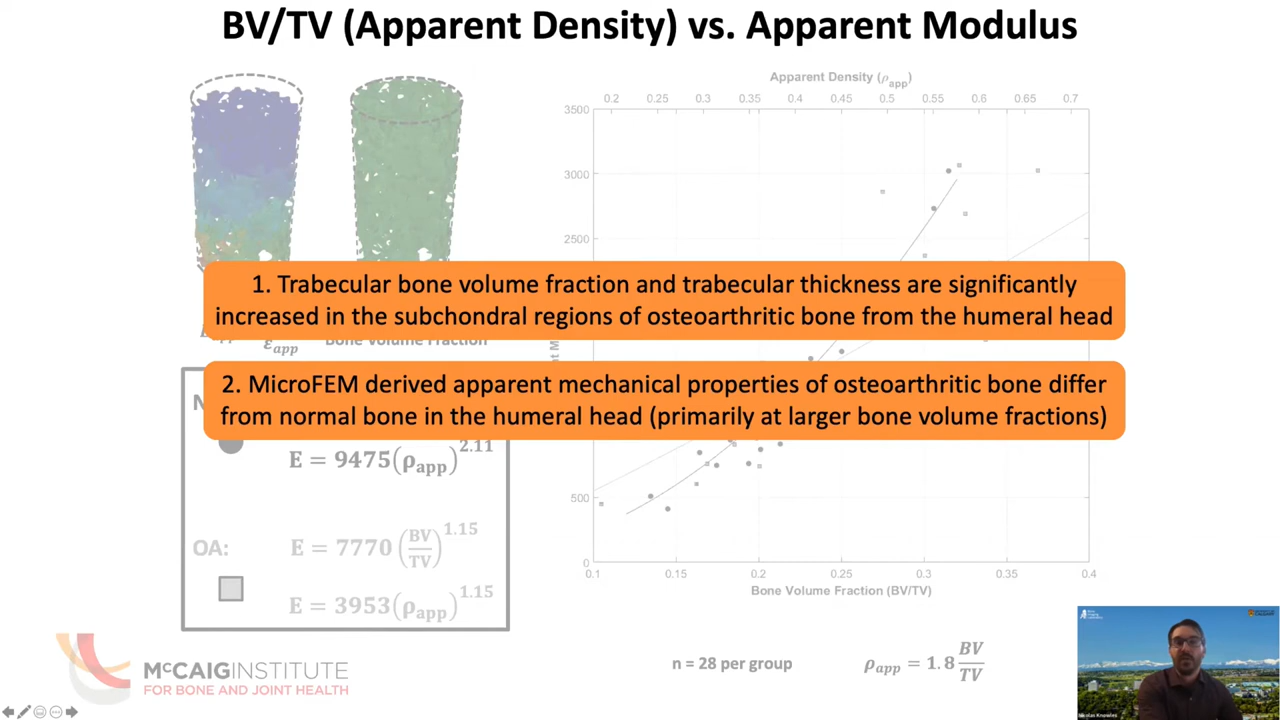 BV/TV (Apparent Density) vs. Apparent Modulus
Apparent Density (ρapp)
0.2 0.25 0.3 0.35 0.4 0.45 0.5 0.55 0.6 0.65 0.7
3500
3000
2500
1. Trabecular bone volume fraction and trabecular thickness are significantly
increased in the subchondral regions of osteoarthritic bone from the humeral head
εapp
Bone Volume Fraction
2. MicroFEM derived apparent mechanical properties of osteoarthritic bone differ
from normal bone in the humeral head (primarily at larger bone volume fractions)
E = 9475(ρapp)^2.11
OA: E = 7770 (BV/TV)^1.15
E = 3953(ρapp)^1.15
500
0
0.1 0.15 0.2 0.25 0.3 0.35 0.4
Bone Volume Fraction (BV/TV)
n = 28 per group
ρapp = 1.8 BV/TV
McCAIG INSTITUTE
FOR BONE AND JOINT HEALTH
Nicolas Knowles